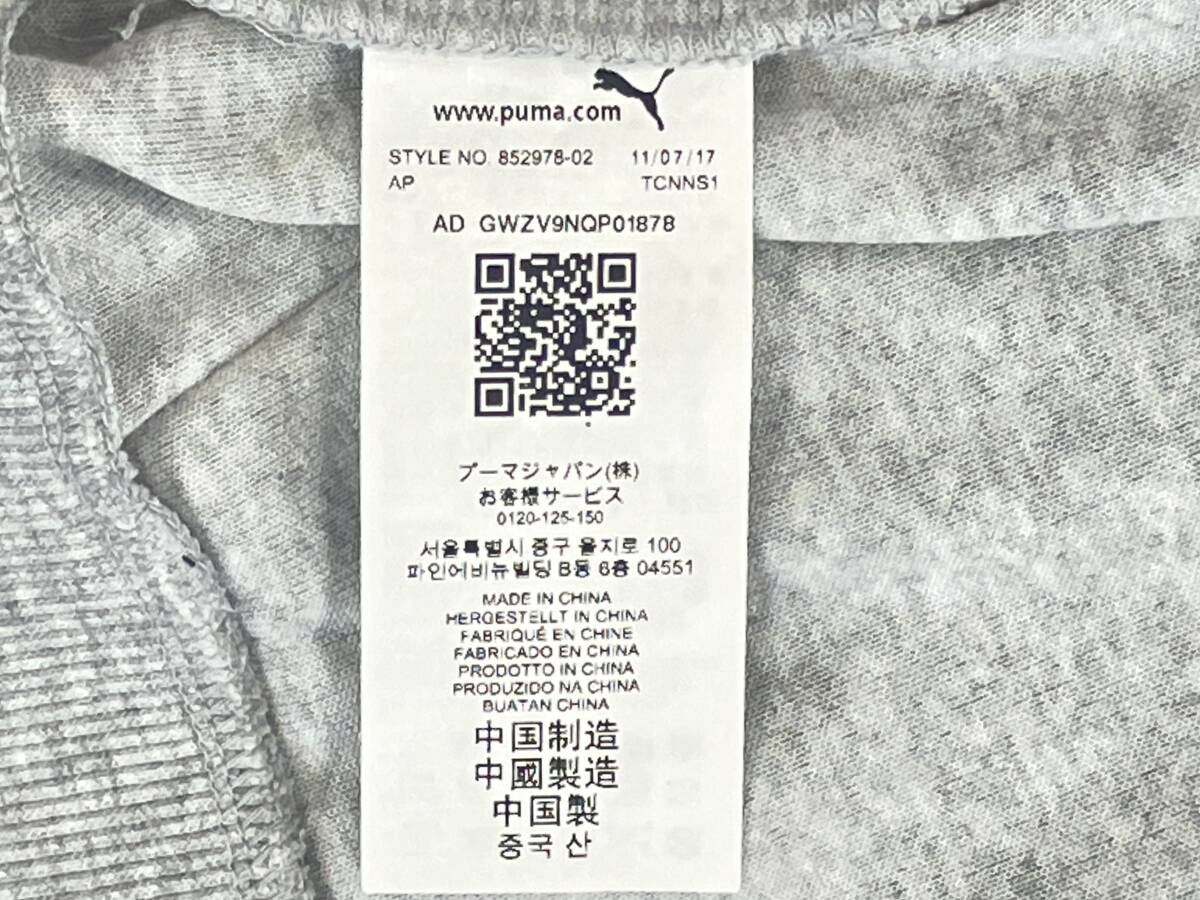 www.puma.com
STYLE NO. 852978-02 11/07/17
AP TCNNS1
AD GWZV9NQP01878
プーマジャパン(株)
お客様サービス
0120-125-150
서울특별시 중구 을지로 100
파인에비뉴빌딩 B동 6층 04551
MADE IN CHINA
HERGESTELLT IN CHINA
FABRIQUÉ EN CHINE
FABRICADO EN CHINA
PRODOTTO IN CHINA
PRODUZIDO NA CHINA
BUATAN CHINA
中国制造
中國製造
中国製
중국 산